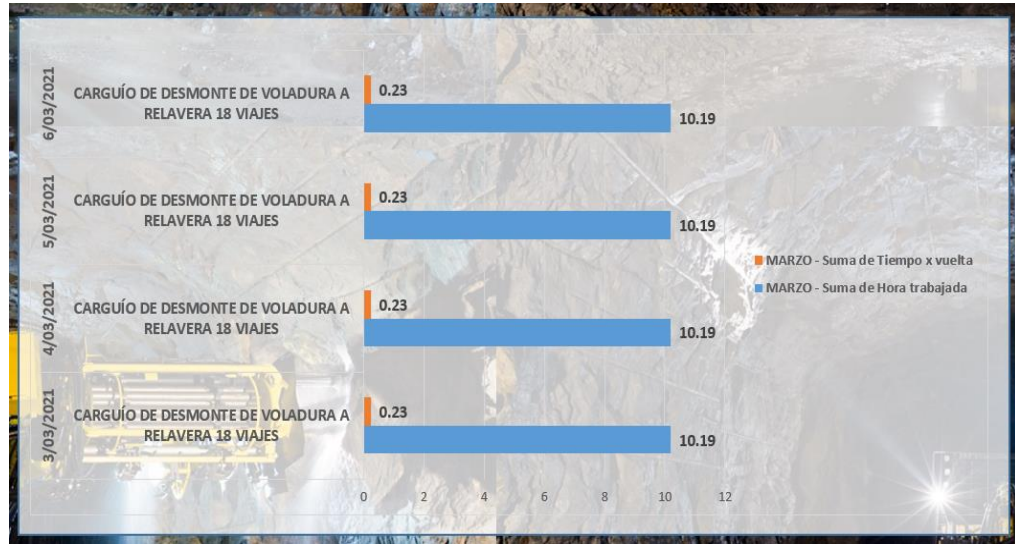 6/03/2021
CARGUÍO DE DESMONTE DE VOLADURA A
RELAVERA 18 VIAJES
0.23
10.19
5/03/2021
CARGUÍO DE DESMONTE DE VOLADURA A
RELAVERA 18 VIAJES
0.23
10.19
MARZO - Suma de Tiempo x vuelta
MARZO - Suma de Hora trabajada
4/03/2021
CARGUÍO DE DESMONTE DE VOLADURA A
RELAVERA 18 VIAJES
0.23
10.19
3/03/2021
CARGUÍO DE DESMONTE DE VOLADURA A
RELAVERA 18 VIAJES
0.23
10.19
0 2 4 6 8 10 12